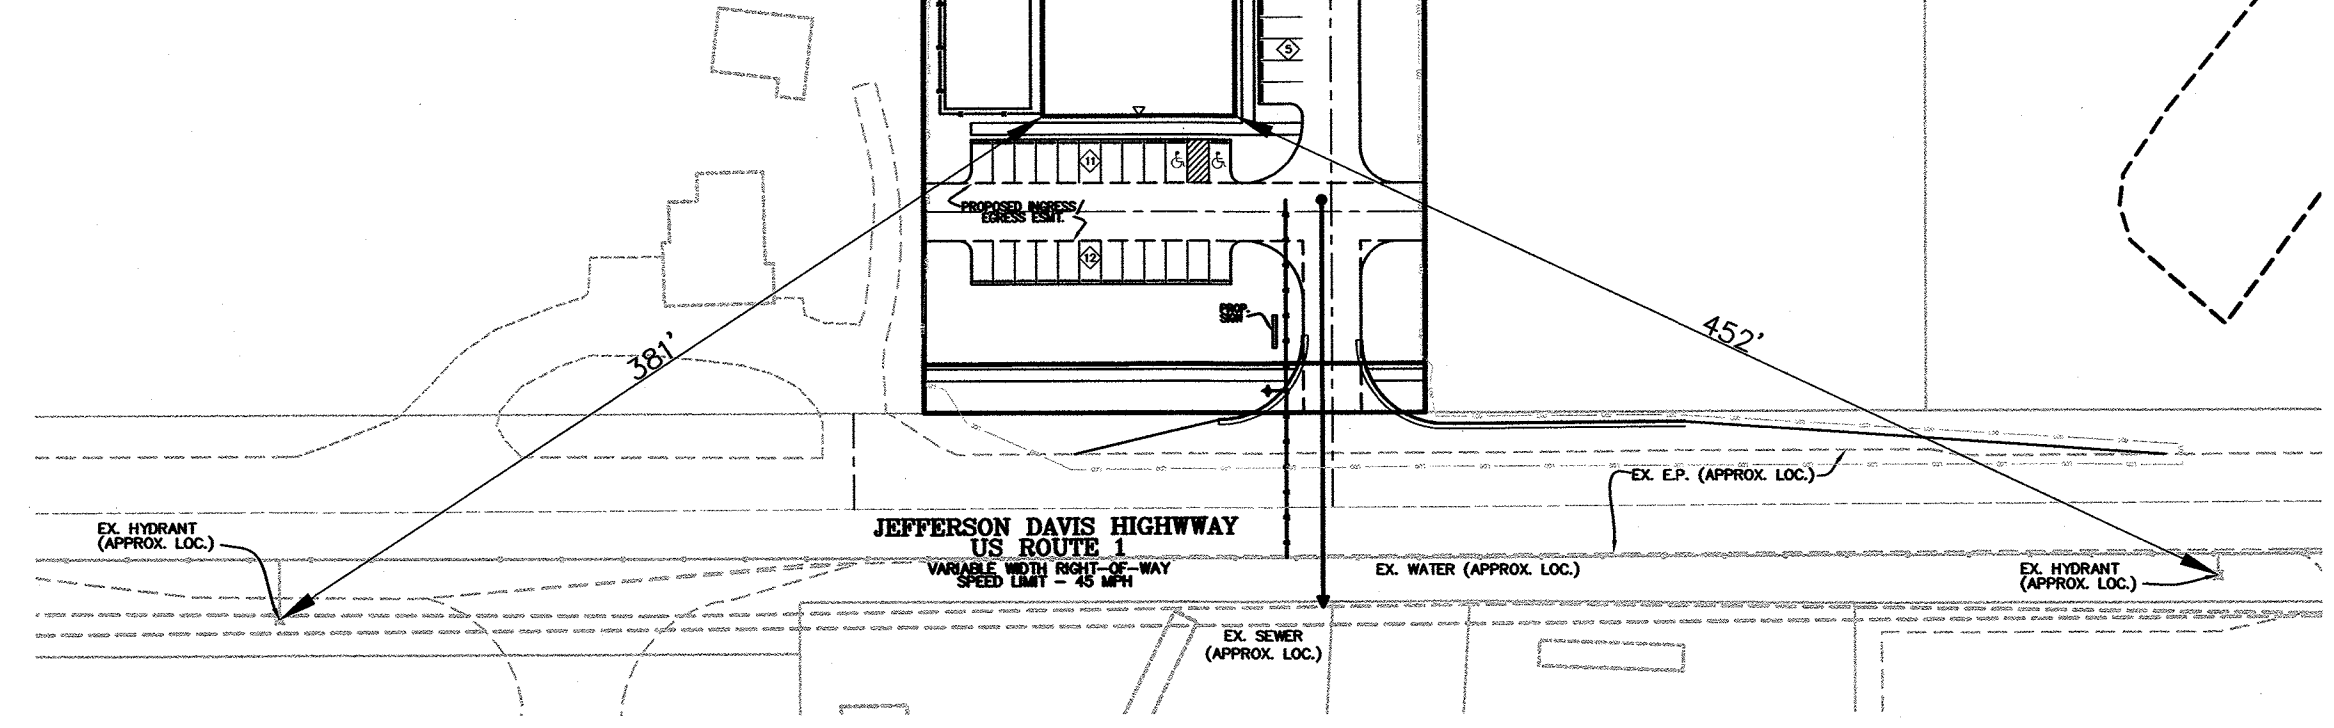 5
11
PROPOSED INGRESS/
EGRESS ESMT.
12
PROP.
SIGN
381'
452'
EX. E.P. (APPROX. LOC.)
EX. HYDRANT
(APPROX. LOC.)
JEFFERSON DAVIS HIGHWWAY
US ROUTE 1
VARIABLE WIDTH RIGHT-OF-WAY
SPEED LIMIT - 45 MPH
EX. WATER (APPROX. LOC.)
EX. HYDRANT
(APPROX. LOC.)
EX. SEWER
(APPROX. LOC.)